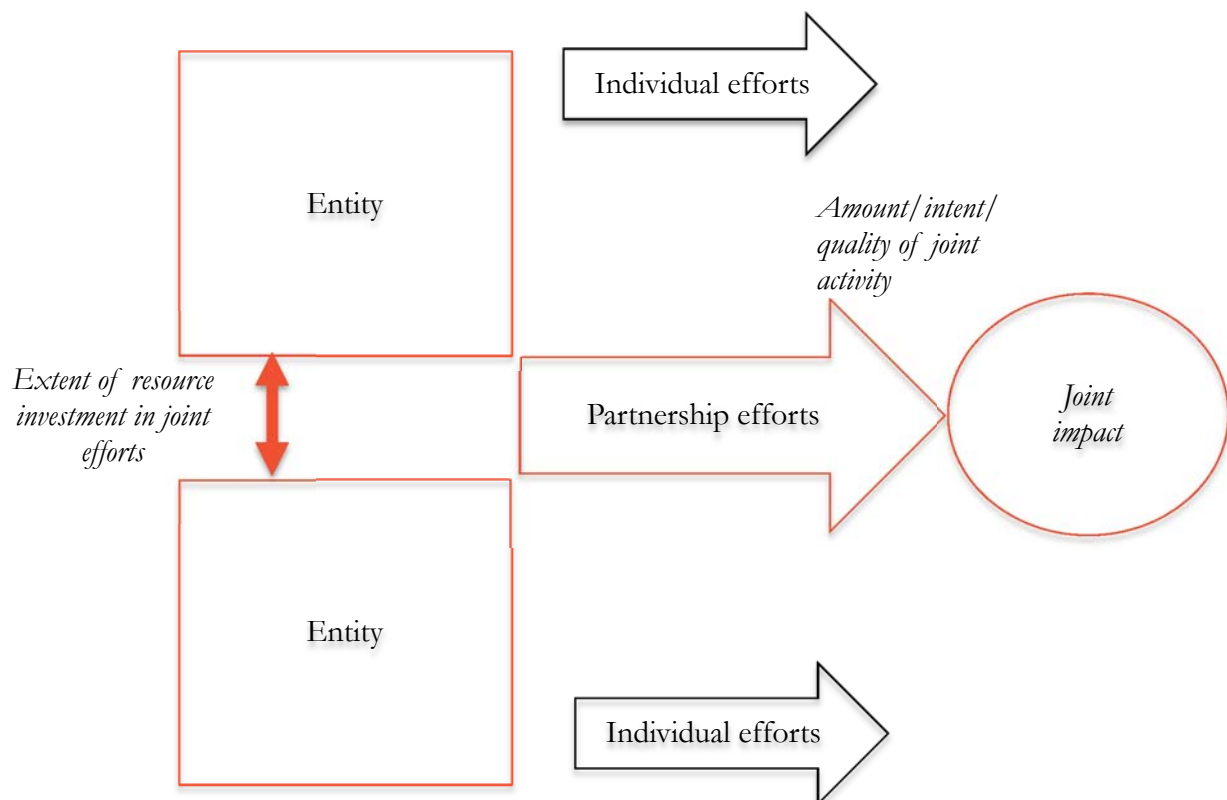 Individual efforts
Entity
Amount/intent/
quality of joint
activity
Extent of resource
investment in joint
efforts
Partnership efforts
Joint
impact
Entity
Individual efforts